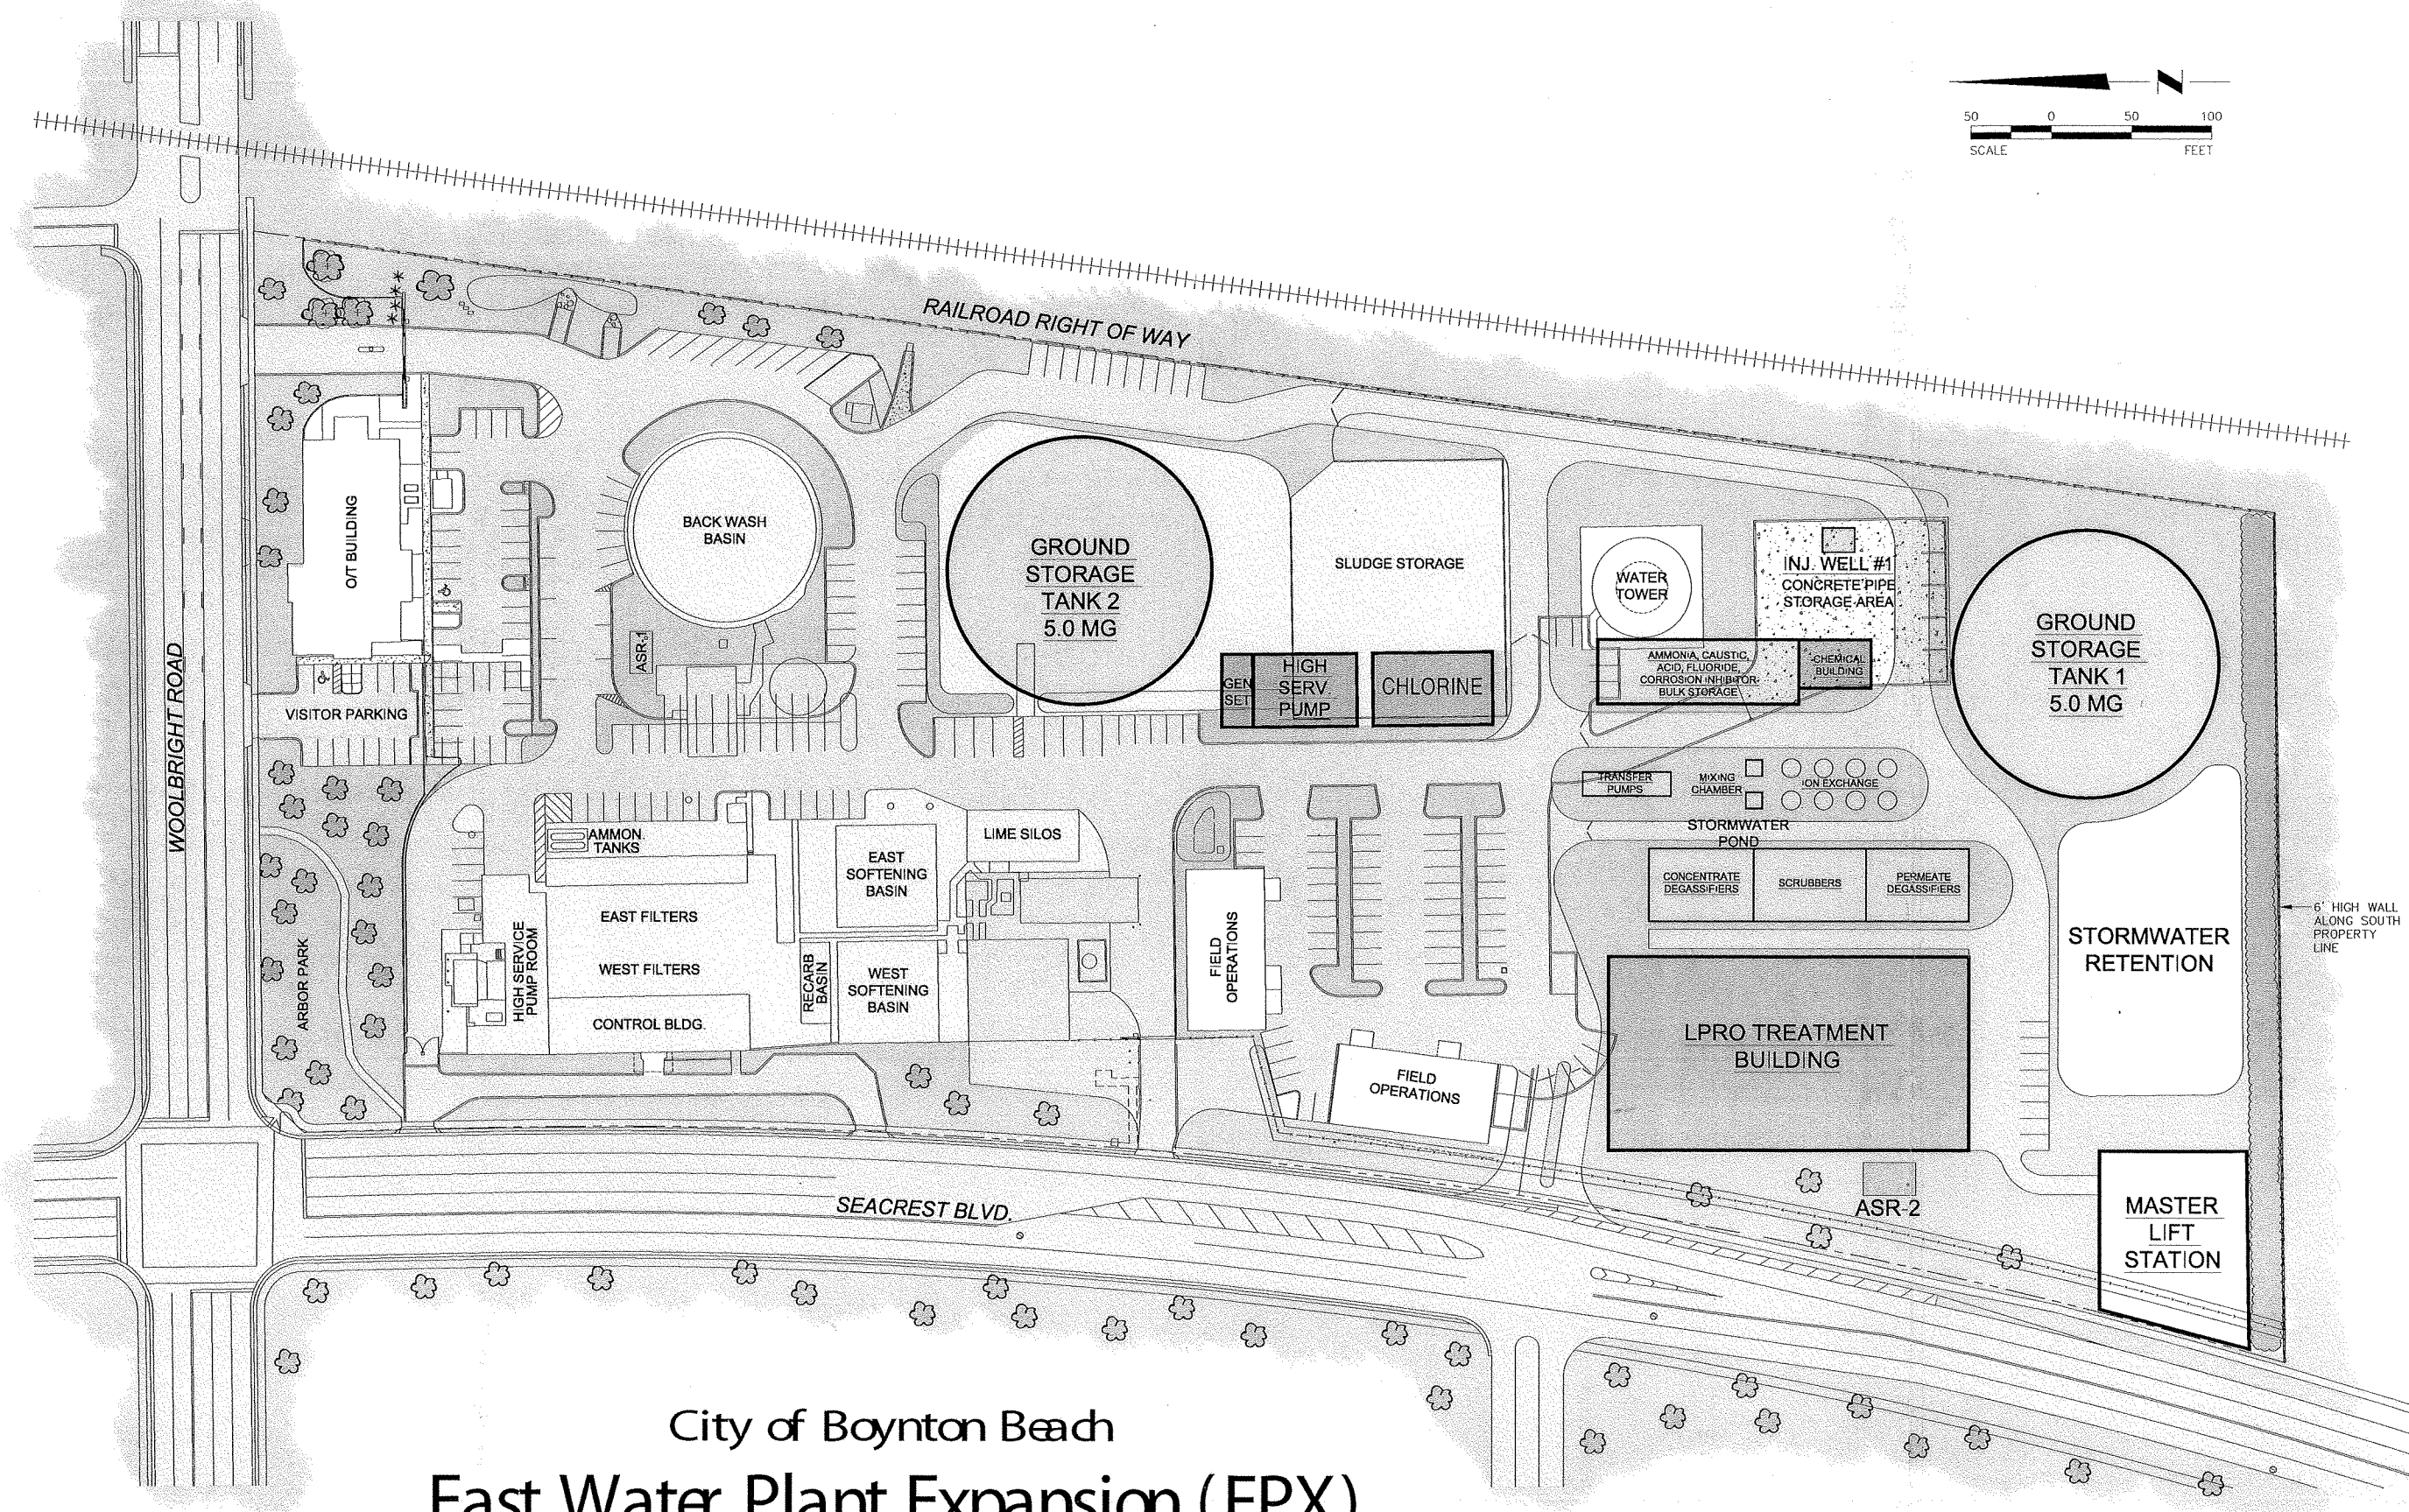 N
50 0 50 100
SCALE FEET
RAILROAD RIGHT OF WAY
WOOLBRIGHT ROAD
O/T BUILDING
BACK WASH
BASIN
ASR-1
GROUND
STORAGE
TANK 2
5.0 MG
SLUDGE STORAGE
WATER
TOWER
INJ. WELL #1
CONCRETE PIPE
STORAGE AREA
GROUND
STORAGE
TANK 1
5.0 MG
GEN
SET
HIGH
SERV.
PUMP
CHLORINE
AMMONIA, CAUSTIC,
ACID, FLUORIDE,
CORROSION INHIBITOR
BULK STORAGE
CHEMICAL
BUILDING
VISITOR PARKING
TRANSFER
PUMPS
MIXING
CHAMBER
ION EXCHANGE
STORMWATER
POND
AMMON.
TANKS
LIME SILOS
EAST
SOFTENING
BASIN
CONCENTRATE
DEGASSIFIERS
SCRUBBERS
PERMEATE
DEGASSIFIERS
6' HIGH WALL
ALONG SOUTH
PROPERTY
LINE
ARBOR PARK
HIGH SERVICE
PUMP ROOM
EAST FILTERS
WEST FILTERS
CONTROL BLDG.
RECARB
BASIN
WEST
SOFTENING
BASIN
FIELD
OPERATIONS
STORMWATER
RETENTION
LPRO TREATMENT
BUILDING
FIELD
OPERATIONS
SEACREST BLVD.
ASR-2
MASTER
LIFT
STATION
City of Boynton Beach
East Water Plant Expansion (EPX)